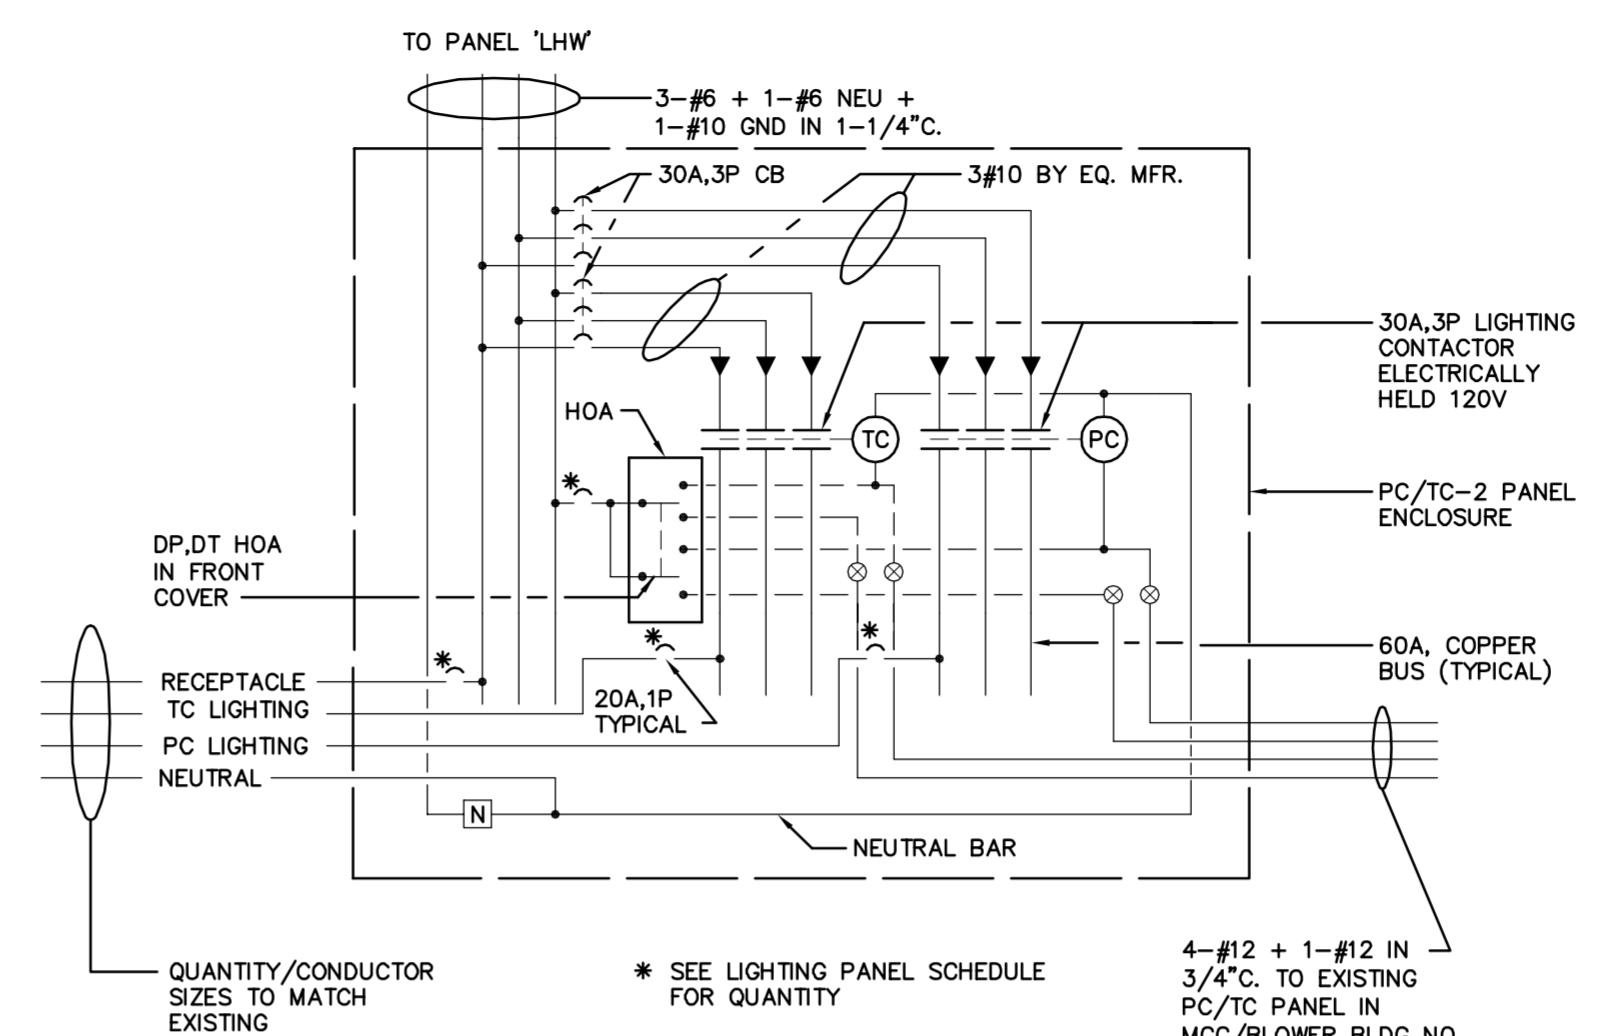 TO PANEL 'LHW'
3-#6 + 1-#6 NEU +
1-#10 GND IN 1-1/4"C.
30A,3P CB
3#10 BY EQ. MFR.
30A,3P LIGHTING
CONTACTOR
ELECTRICALLY
HELD 120V
HOA
TC
PC
*
PC/TC-2 PANEL
ENCLOSURE
DP,DT HOA
IN FRONT
COVER
*
*
*
60A, COPPER
BUS (TYPICAL)
RECEPTACLE
TC LIGHTING
PC LIGHTING
NEUTRAL
20A,1P
TYPICAL
N
NEUTRAL BAR
QUANTITY/CONDUCTOR
SIZES TO MATCH
EXISTING
* SEE LIGHTING PANEL SCHEDULE
FOR QUANTITY
4-#12 + 1-#12 IN
3/4"C. TO EXISTING
PC/TC PANEL IN
MCC/BLOWER BLDG NO